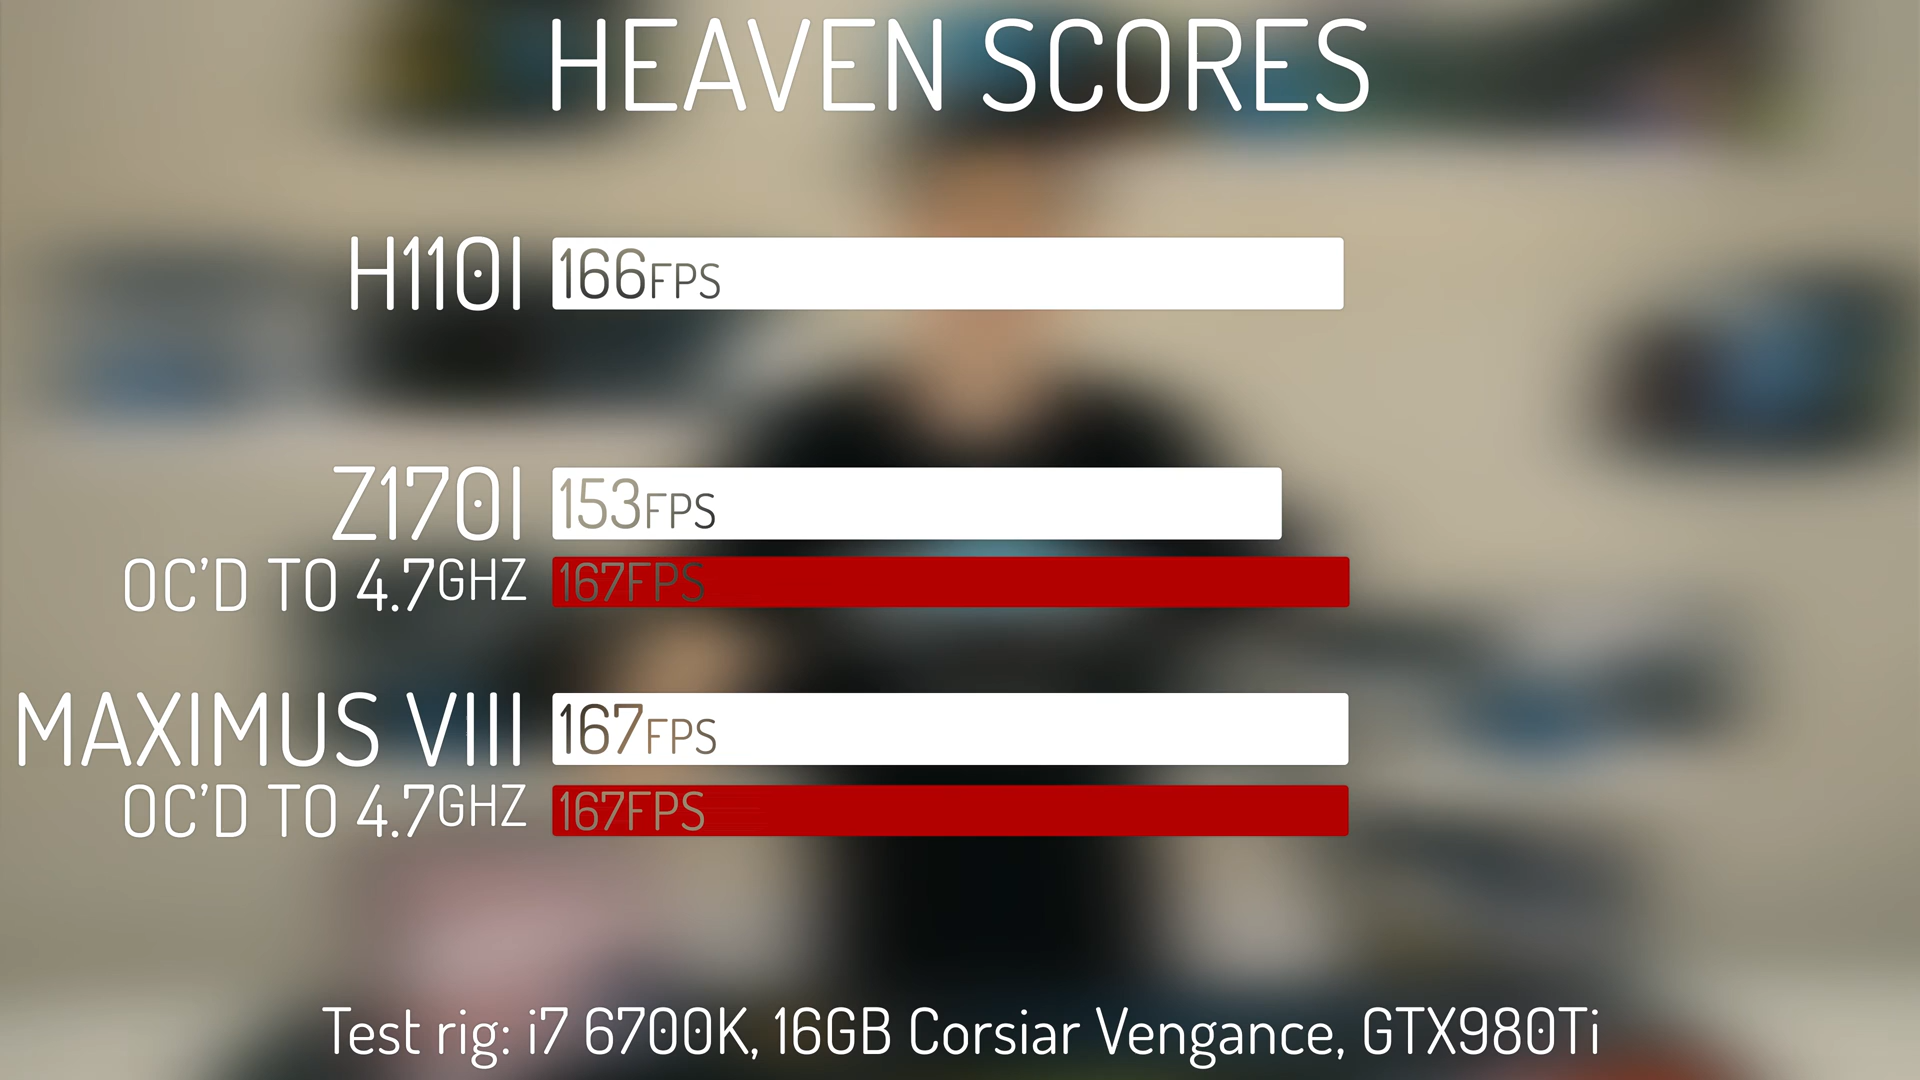 HEAVEN SCORES
H110I 166FPS
Z170I 153FPS
OC'D TO 4.7GHZ 167FPS
MAXIMUS VIII 167FPS
OC'D TO 4.7GHZ 167FPS
Test rig: i7 6700K, 16GB Corsiar Vengance, GTX980Ti